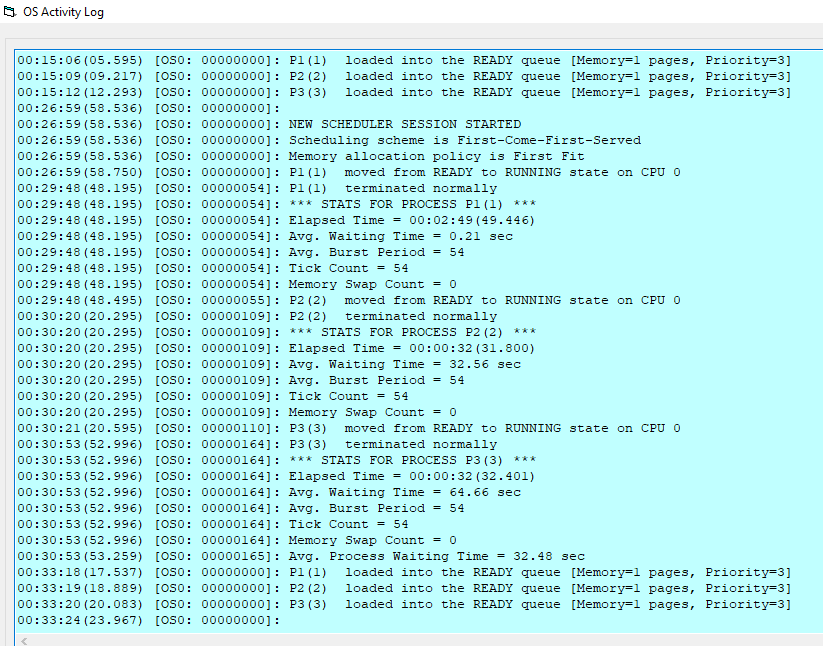 OS Activity Log
00:15:06(05.595) [OS0: 00000000]: P1(1)  loaded into the READY queue [Memory=1 pages, Priority=3]
00:15:09(09.217) [OS0: 00000000]: P2(2)  loaded into the READY queue [Memory=1 pages, Priority=3]
00:15:12(12.293) [OS0: 00000000]: P3(3)  loaded into the READY queue [Memory=1 pages, Priority=3]
00:26:59(58.536) [OS0: 00000000]:
00:26:59(58.536) [OS0: 00000000]: NEW SCHEDULER SESSION STARTED
00:26:59(58.536) [OS0: 00000000]: Scheduling scheme is First-Come-First-Served
00:26:59(58.536) [OS0: 00000000]: Memory allocation policy is First Fit
00:26:59(58.750) [OS0: 00000000]: P1(1)  moved from READY to RUNNING state on CPU 0
00:29:48(48.195) [OS0: 00000054]: P1(1)  terminated normally
00:29:48(48.195) [OS0: 00000054]: *** STATS FOR PROCESS P1(1) ***
00:29:48(48.195) [OS0: 00000054]: Elapsed Time = 00:02:49(49.446)
00:29:48(48.195) [OS0: 00000054]: Avg. Waiting Time = 0.21 sec
00:29:48(48.195) [OS0: 00000054]: Avg. Burst Period = 54
00:29:48(48.195) [OS0: 00000054]: Tick Count = 54
00:29:48(48.195) [OS0: 00000054]: Memory Swap Count = 0
00:29:48(48.495) [OS0: 00000055]: P2(2)  moved from READY to RUNNING state on CPU 0
00:30:20(20.295) [OS0: 00000109]: P2(2)  terminated normally
00:30:20(20.295) [OS0: 00000109]: *** STATS FOR PROCESS P2(2) ***
00:30:20(20.295) [OS0: 00000109]: Elapsed Time = 00:00:32(31.800)
00:30:20(20.295) [OS0: 00000109]: Avg. Waiting Time = 32.56 sec
00:30:20(20.295) [OS0: 00000109]: Avg. Burst Period = 54
00:30:20(20.295) [OS0: 00000109]: Tick Count = 54
00:30:20(20.295) [OS0: 00000109]: Memory Swap Count = 0
00:30:21(20.595) [OS0: 00000110]: P3(3)  moved from READY to RUNNING state on CPU 0
00:30:53(52.996) [OS0: 00000164]: P3(3)  terminated normally
00:30:53(52.996) [OS0: 00000164]: *** STATS FOR PROCESS P3(3) ***
00:30:53(52.996) [OS0: 00000164]: Elapsed Time = 00:00:32(32.401)
00:30:53(52.996) [OS0: 00000164]: Avg. Waiting Time = 64.66 sec
00:30:53(52.996) [OS0: 00000164]: Avg. Burst Period = 54
00:30:53(52.996) [OS0: 00000164]: Tick Count = 54
00:30:53(52.996) [OS0: 00000164]: Memory Swap Count = 0
00:30:53(53.259) [OS0: 00000165]: Avg. Process Waiting Time = 32.48 sec
00:33:18(17.537) [OS0: 00000000]: P1(1)  loaded into the READY queue [Memory=1 pages, Priority=3]
00:33:19(18.889) [OS0: 00000000]: P2(2)  loaded into the READY queue [Memory=1 pages, Priority=3]
00:33:20(20.083) [OS0: 00000000]: P3(3)  loaded into the READY queue [Memory=1 pages, Priority=3]
00:33:24(23.967) [OS0: 00000000]: